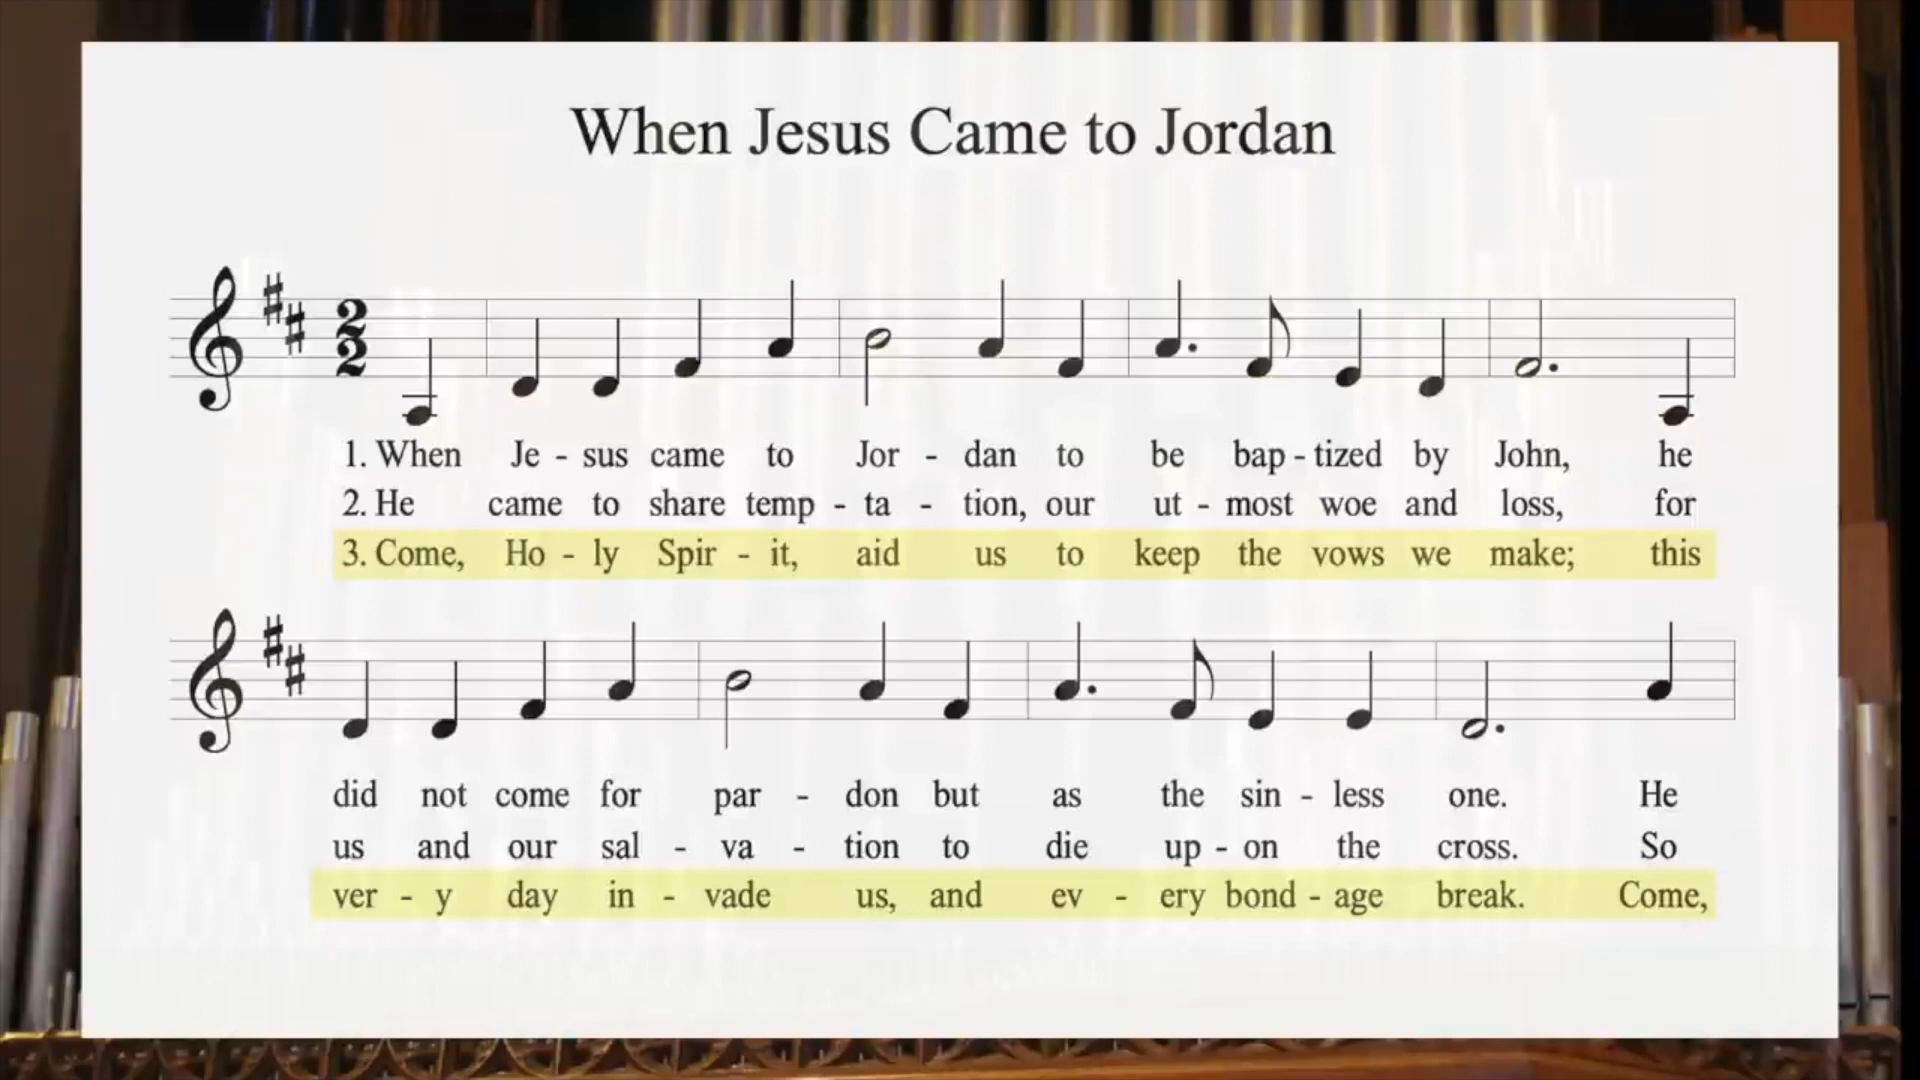 When Jesus Came to Jordan
1. When Je - sus came to Jor - dan to be bap - tized by John, he
2. He came to share temp - ta - tion, our ut - most woe and loss, for
3. Come, Ho - ly Spir - it, aid us to keep the vows we make; this
did not come for par - don but as the sin - less one. He
us and our sal - va - tion to die up - on the cross. So
ver - y day in - vade us, and ev - ery bond - age break. Come,